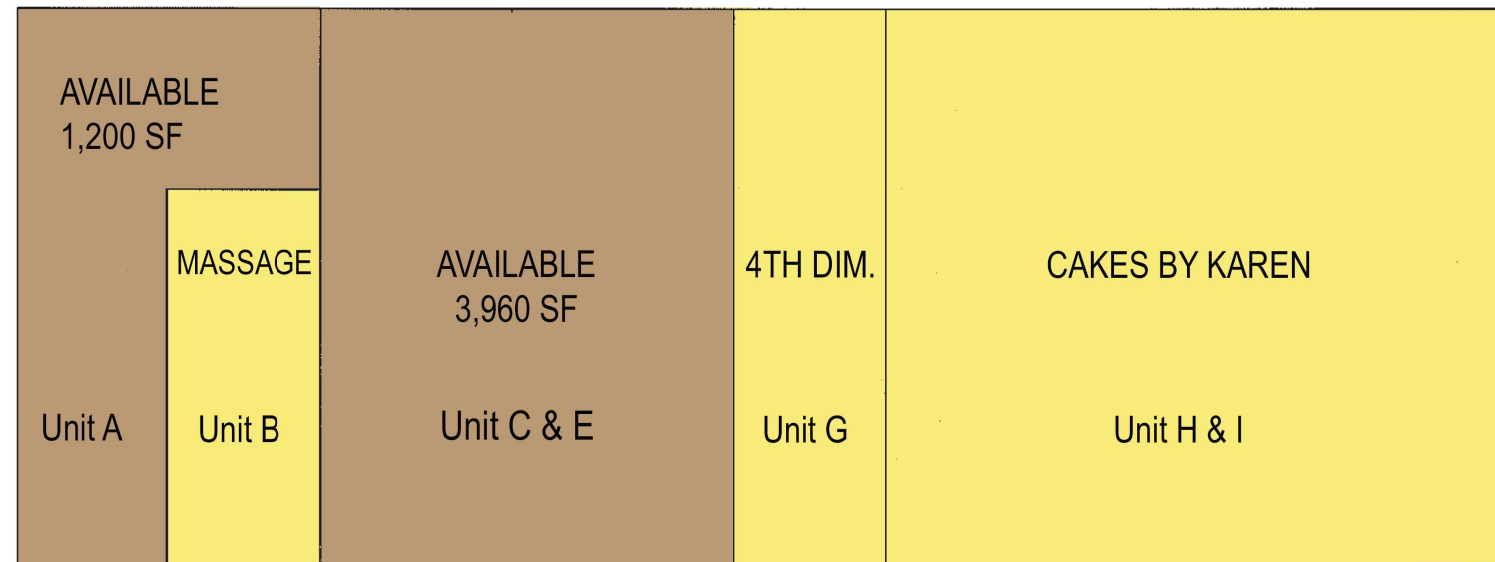 AVAILABLE
1,200 SF
MASSAGE
AVAILABLE
3,960 SF
4TH DIM.
CAKES BY KAREN
Unit A
Unit B
Unit C & E
Unit G
Unit H & I